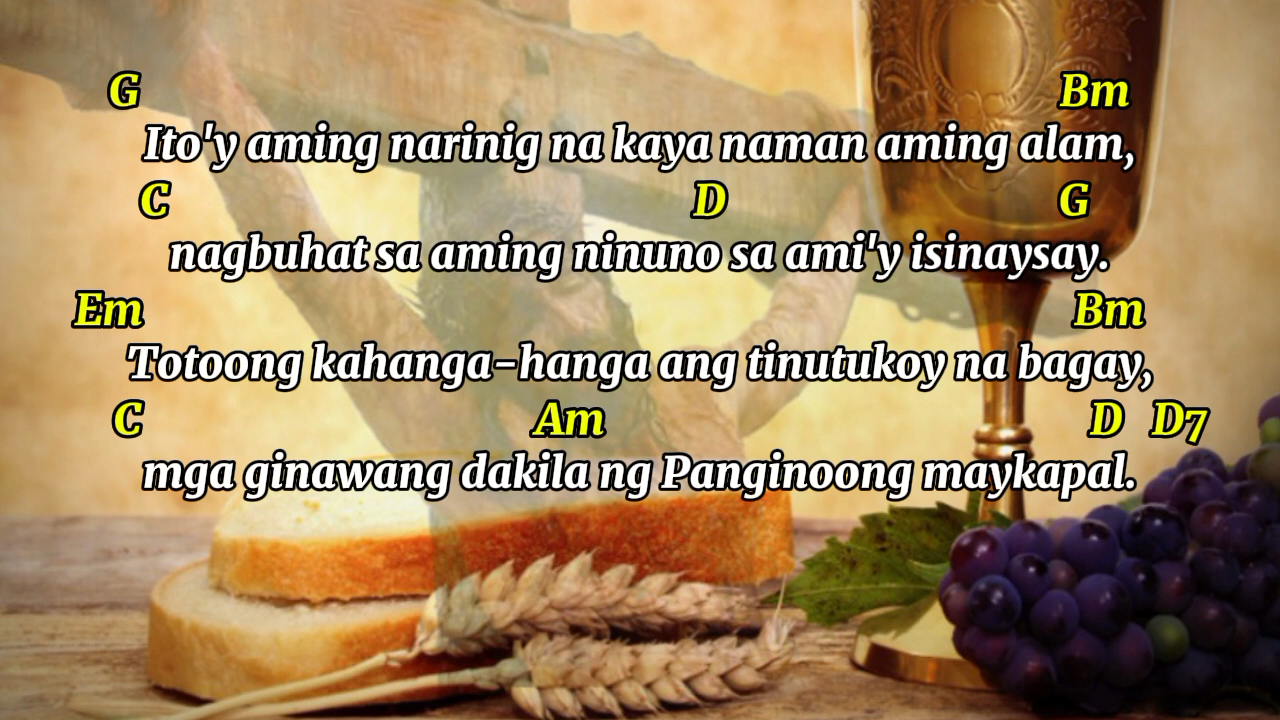 G Bm
Ito'y aming narinig na kaya naman aming alam,
C D G
nagbuhat sa aming ninuno sa ami'y isinaysay.
Em Bm
Totoong kahanga-hanga ang tinutukoy na bagay,
C Am D D7
mga ginawang dakila ng Panginoong maykapal.